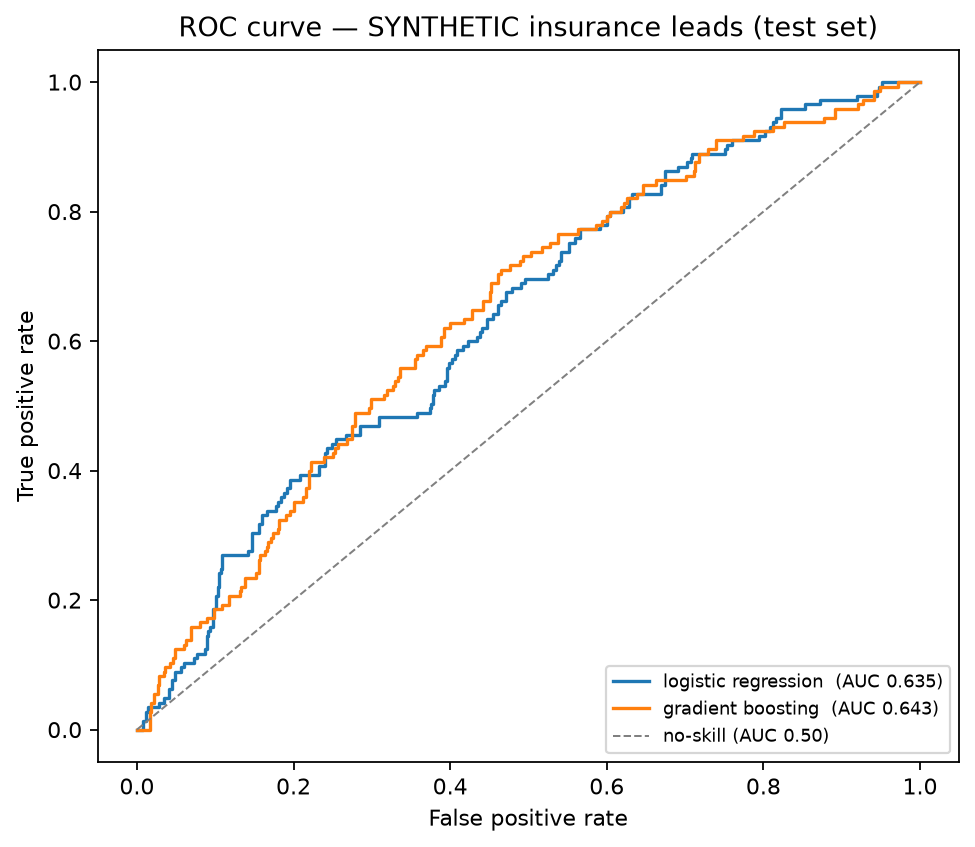 ROC curve — SYNTHETIC insurance leads (test set)
True positive rate
1.0
0.8
0.6
0.4
0.2
0.0
0.0 0.2 0.4 0.6 0.8 1.0
False positive rate
logistic regression (AUC 0.635)
gradient boosting (AUC 0.643)
no-skill (AUC 0.50)